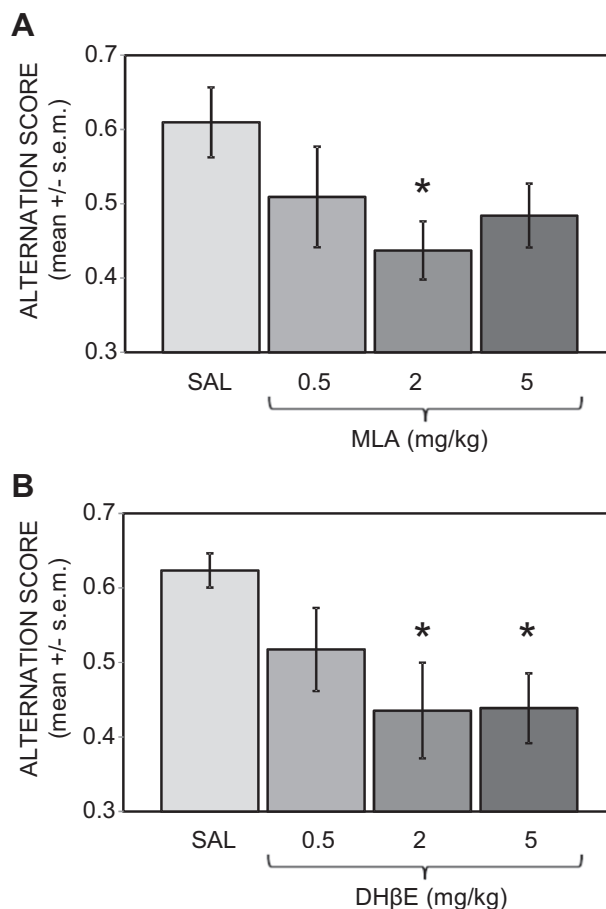 A
ALTERNATION SCORE
(mean +/- s.e.m.)
0.7
0.6
0.5
0.4
0.3
*
SAL 0.5 2 5
MLA (mg/kg)
B
ALTERNATION SCORE
(mean +/- s.e.m.)
0.7
0.6
0.5
0.4
0.3
* *
SAL 0.5 2 5
DHβE (mg/kg)